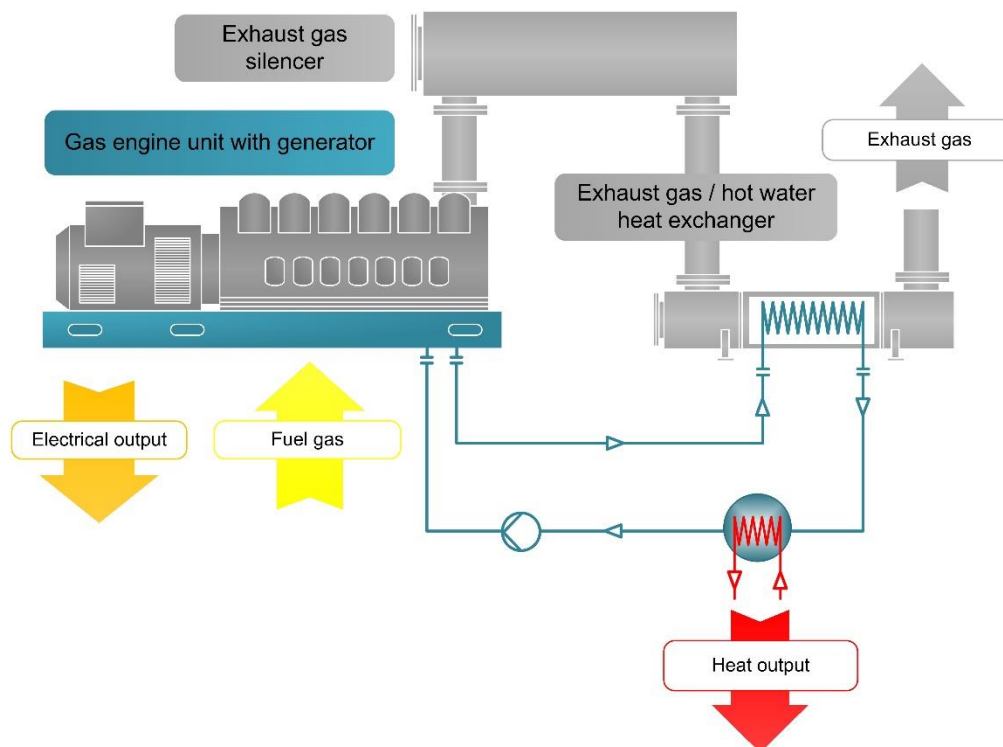 Exhaust gas
silencer
Gas engine unit with generator
Exhaust gas
Exhaust gas / hot water
heat exchanger
Electrical output
Fuel gas
Heat output